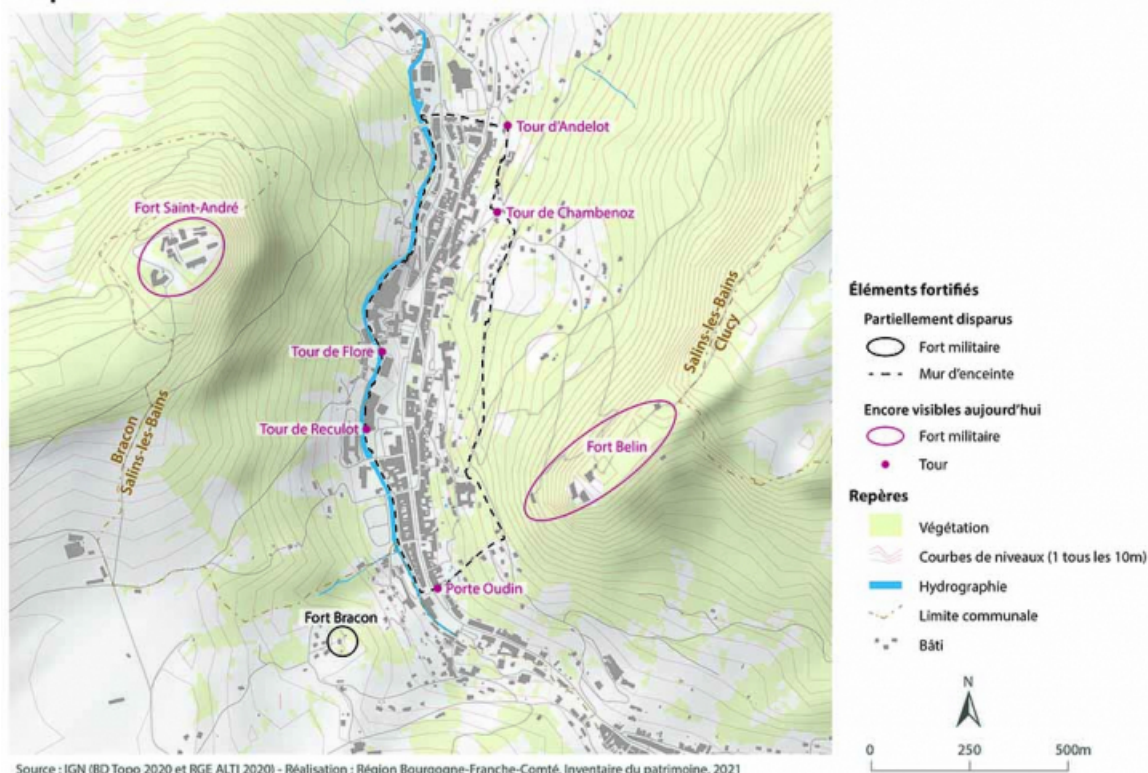 Tour d'Andelot
Fort Saint-André
Tour de Chambenoz
Salins-les-Bains
Clucy
Tour de Flore
Bracon
Salins-les-Bains
Tour de Reculot
Fort Belin
Porte Oudin
Fort Bracon
Éléments fortifiés
Partiellement disparus
Fort militaire
Mur d'enceinte
Encore visibles aujourd'hui
Fort militaire
Tour
Repères
Végétation
Courbes de niveaux (1 tous les 10m)
Hydrographie
Limite communale
Bâti
N
0 250 500m
Source : IGN (BD Topo 2020 et RGE ALTI 2020) - Réalisation : Région Bourgogne-Franche-Comté, Inventaire du patrimoine, 2021